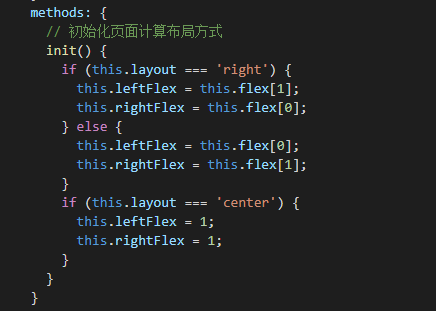 methods: {
// 初始化页面计算布局方式
init() {
if (this.layout === 'right') {
this.leftFlex = this.flex[1];
this.rightFlex = this.flex[0];
} else {
this.leftFlex = this.flex[0];
this.rightFlex = this.flex[1];
}
if (this.layout === 'center') {
this.leftFlex = 1;
this.rightFlex = 1;
}
}
}